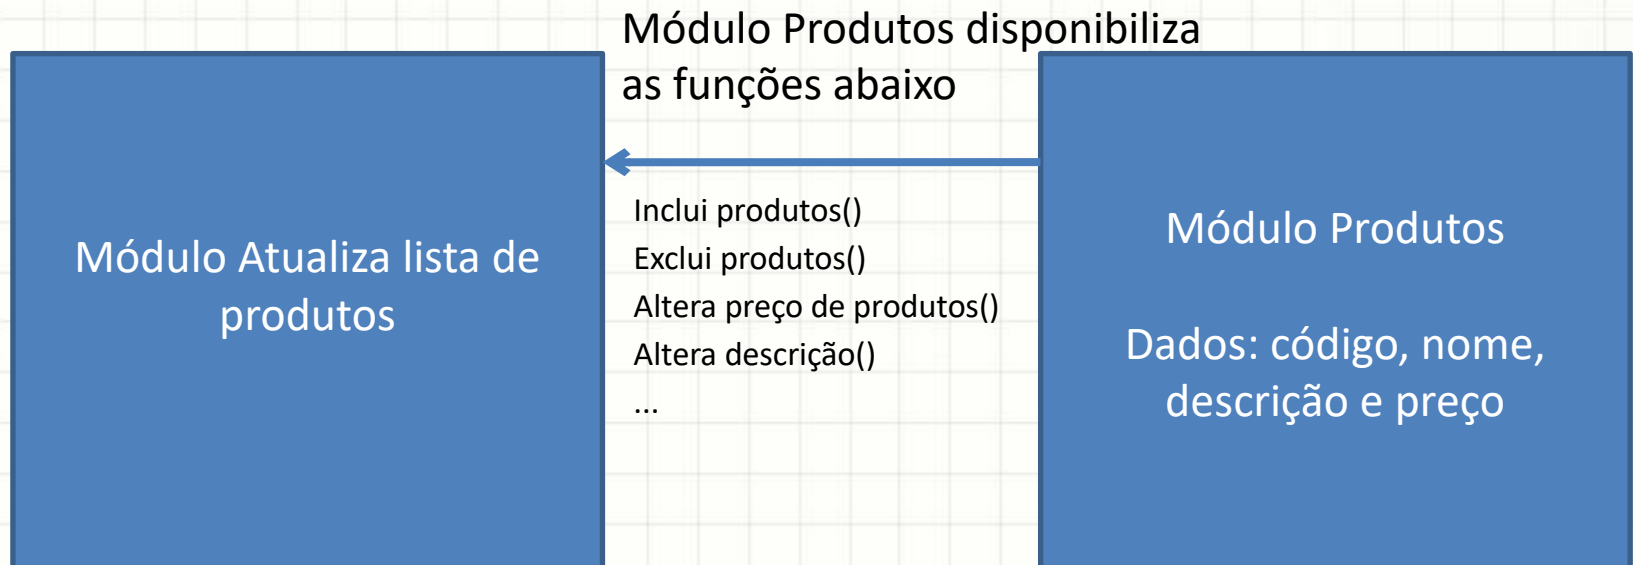 Módulo Produtos disponibiliza
as funções abaixo
Módulo Atualiza lista de
produtos
Inclui produtos()
Exclui produtos()
Altera preço de produtos()
Altera descrição()
...
Módulo Produtos
Dados: código, nome,
descrição e preço